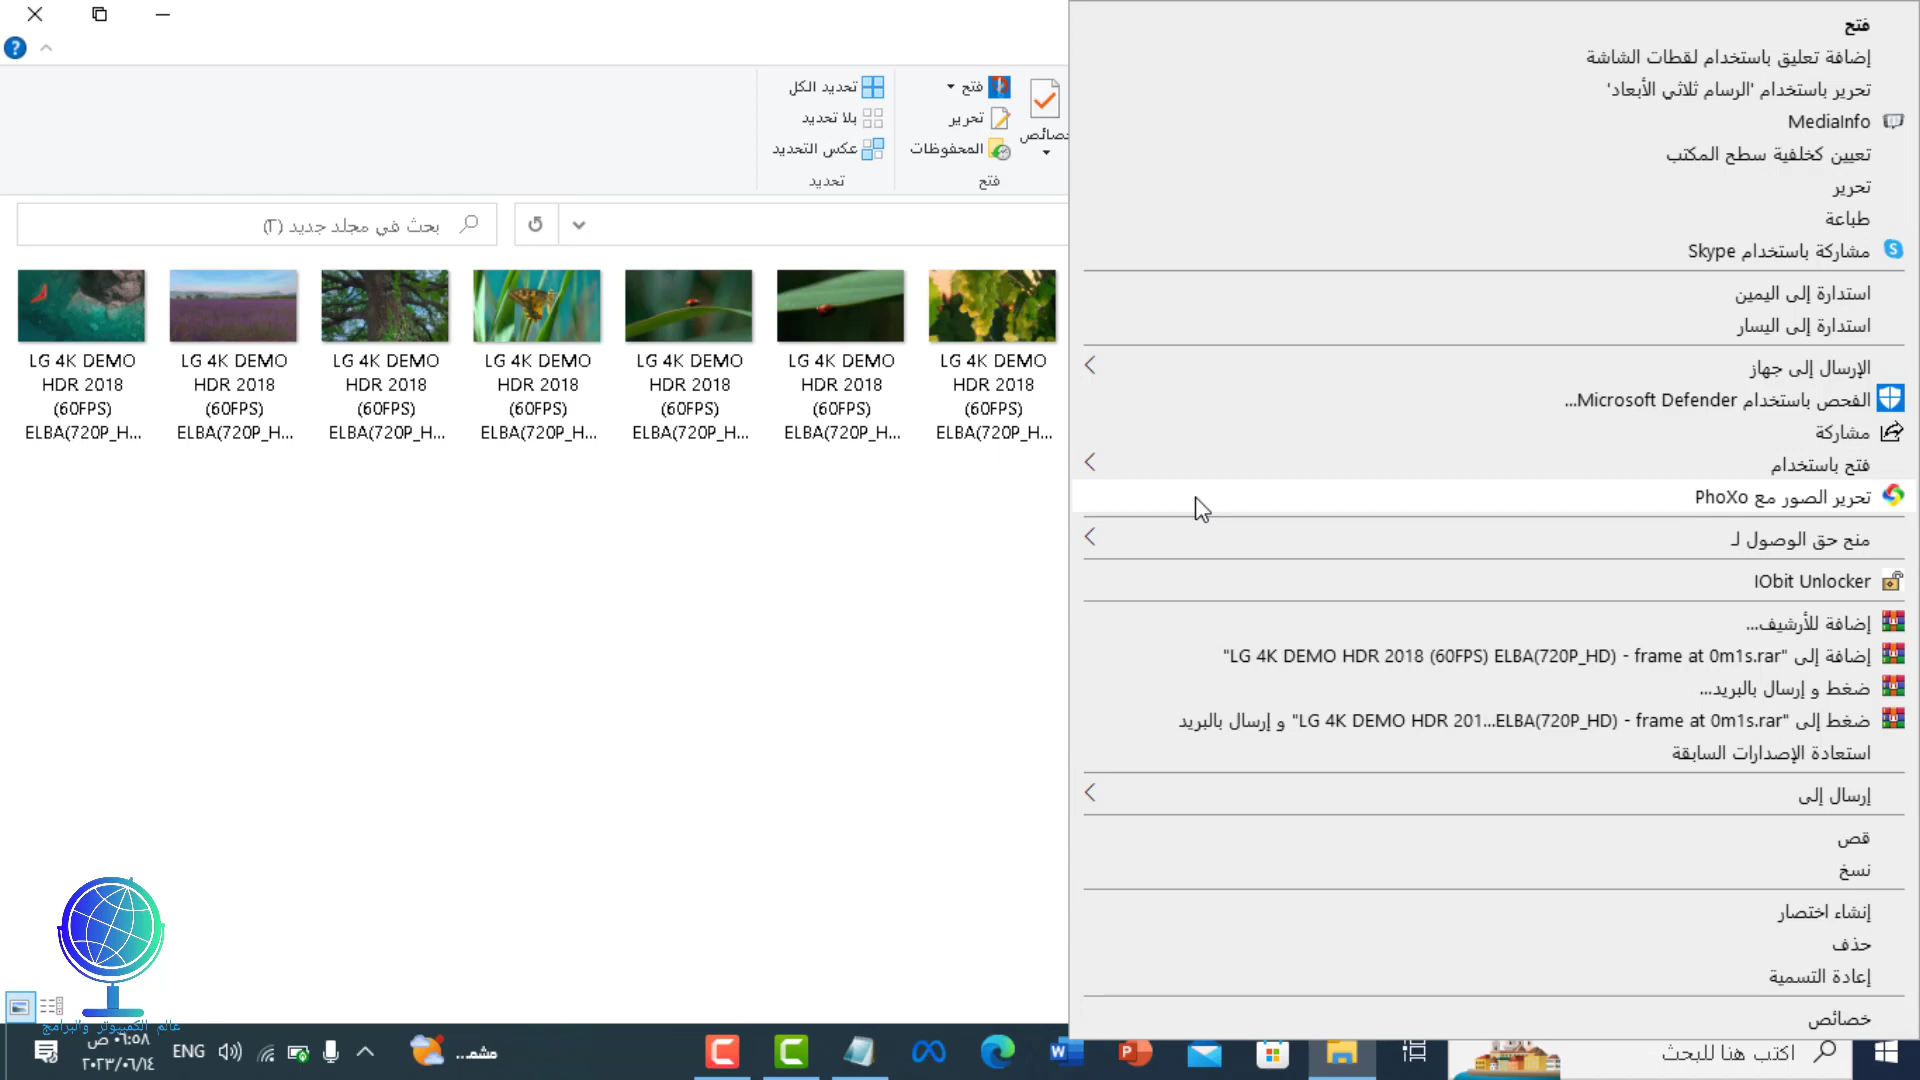 فتح
إضافة تعليق باستخدام لقطات الشاشة
تحرير باستخدام 'الرسام ثلاثي الأبعاد'
MediaInfo
تعيين كخلفية سطح المكتب
تحرير
طباعة
مشاركة باستخدام Skype
استدارة إلى اليمين
استدارة إلى اليسار
الإرسال إلى جهاز
الفحص باستخدام Microsoft Defender...
مشاركة
فتح باستخدام
تحرير الصور مع PhoXo
منح حق الوصول لـ
IObit Unlocker
إضافة للأرشيف...
إضافة إلى "LG 4K DEMO HDR 2018 (60FPS) ELBA(720P_HD) - frame at 0m1s.rar"
ضغط و إرسال بالبريد...
ضغط إلى "LG 4K DEMO HDR 201...ELBA(720P_HD) - frame at 0m1s.rar" و إرسال بالبريد
استعادة الإصدارات السابقة
إرسال إلى
قص
نسخ
إنشاء اختصار
حذف
إعادة التسمية
خصائص
فتح
تحرير
المحفوظات
فتح
تحديد الكل
بلا تحديد
عكس التحديد
تحديد
بحث في مجلد جديد (٢)
LG 4K DEMO
HDR 2018
(60FPS)
ELBA(720P_H...
LG 4K DEMO
HDR 2018
(60FPS)
ELBA(720P_H...
LG 4K DEMO
HDR 2018
(60FPS)
ELBA(720P_H...
LG 4K DEMO
HDR 2018
(60FPS)
ELBA(720P_H...
LG 4K DEMO
HDR 2018
(60FPS)
ELBA(720P_H...
LG 4K DEMO
HDR 2018
(60FPS)
ELBA(720P_H...
LG 4K DEMO
HDR 2018
(60FPS)
ELBA(720P_H...
عالم الكمبيوتر والبرامج
اكتب هنا للبحث
مشمـ...
ENG
٠٦:٥٨ ص
٢٠٢٣/٠٦/١٤